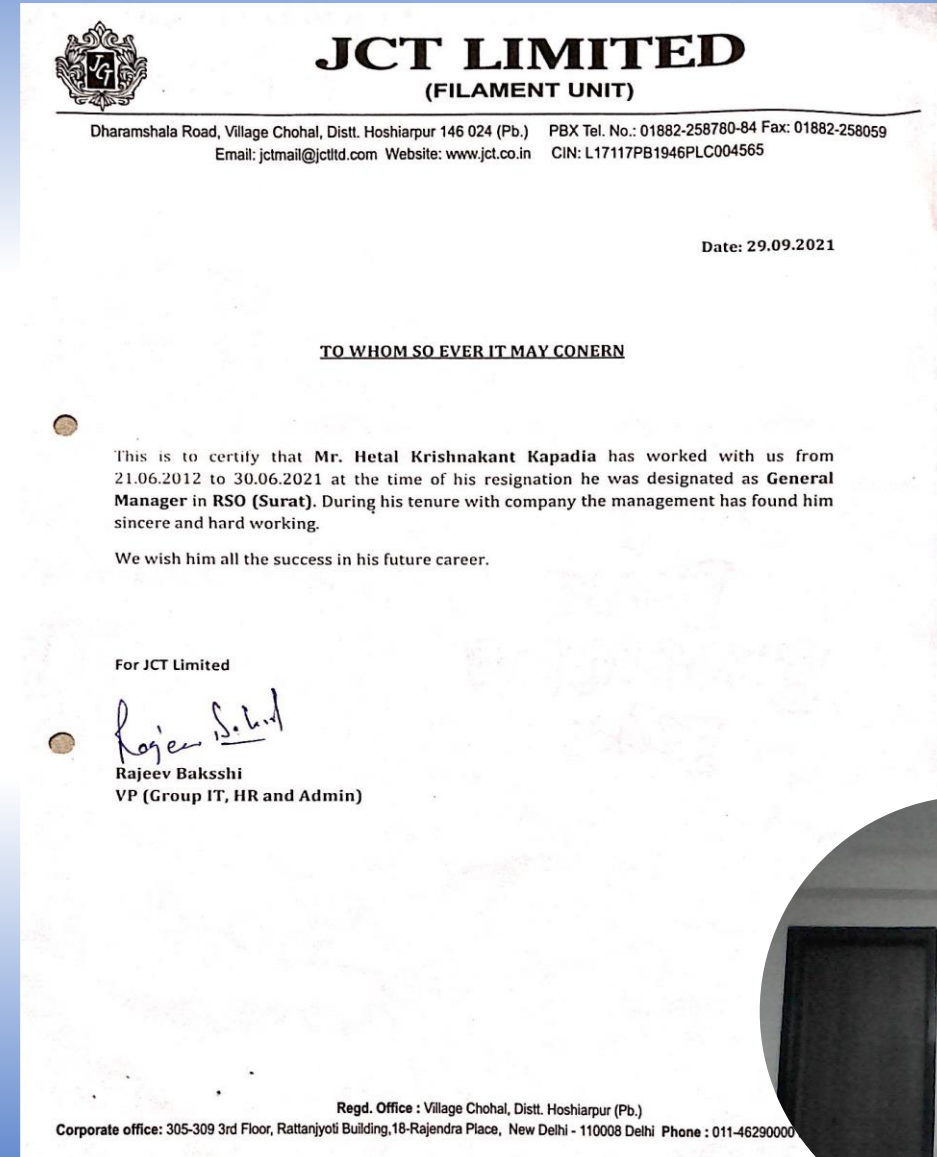 JCT
JCT LIMITED
(FILAMENT UNIT)
Dharamshala Road, Village Chohal, Distt. Hoshiarpur 146 024 (Pb.) PBX Tel. No.: 01882-258780-84 Fax: 01882-258059
Email: jctmail@jctltd.com Website: www.jct.co.in CIN: L17117PB1946PLC004565
Date: 29.09.2021
TO WHOM SO EVER IT MAY CONERN
This is to certify that Mr. Hetal Krishnakant Kapadia has worked with us from
21.06.2012 to 30.06.2021 at the time of his resignation he was designated as General
Manager in RSO (Surat). During his tenure with company the management has found him
sincere and hard working.
We wish him all the success in his future career.
For JCT Limited
Rajeev Baksshi
VP (Group IT, HR and Admin)
Regd. Office : Village Chohal, Distt. Hoshiarpur (Pb.)
Corporate office: 305-309 3rd Floor, Rattanjyoti Building,18-Rajendra Place, New Delhi - 110008 Delhi Phone : 011-46290000